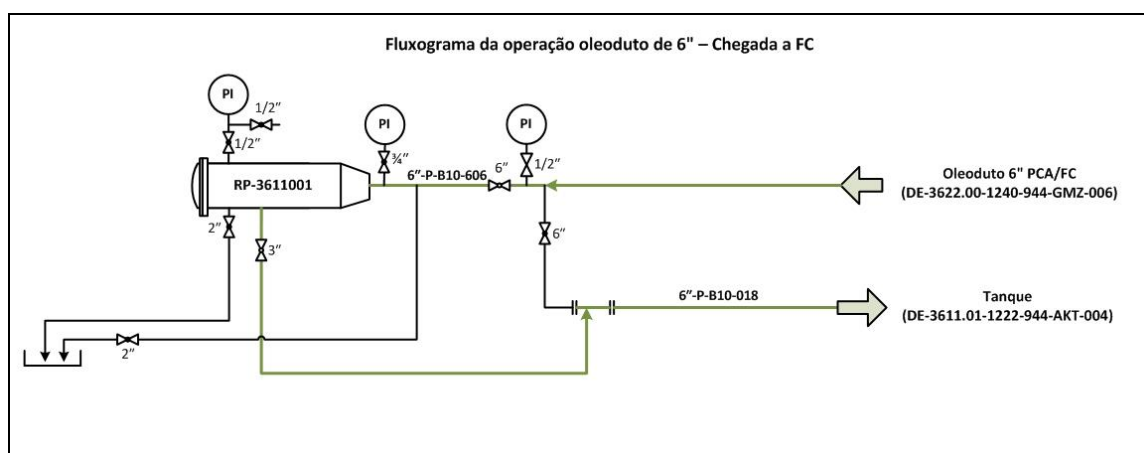 Fluxograma da operação oleoduto de 6" – Chegada a FC
PI
1/2"
1/2"
PI
¾"
PI
1/2"
RP-3611001
6"-P-B10-606
6"
Oleoduto 6" PCA/FC
(DE-3622.00-1240-944-GMZ-006)
2"
3"
6"
6"-P-B10-018
Tanque
(DE-3611.01-1222-944-AKT-004)
2"